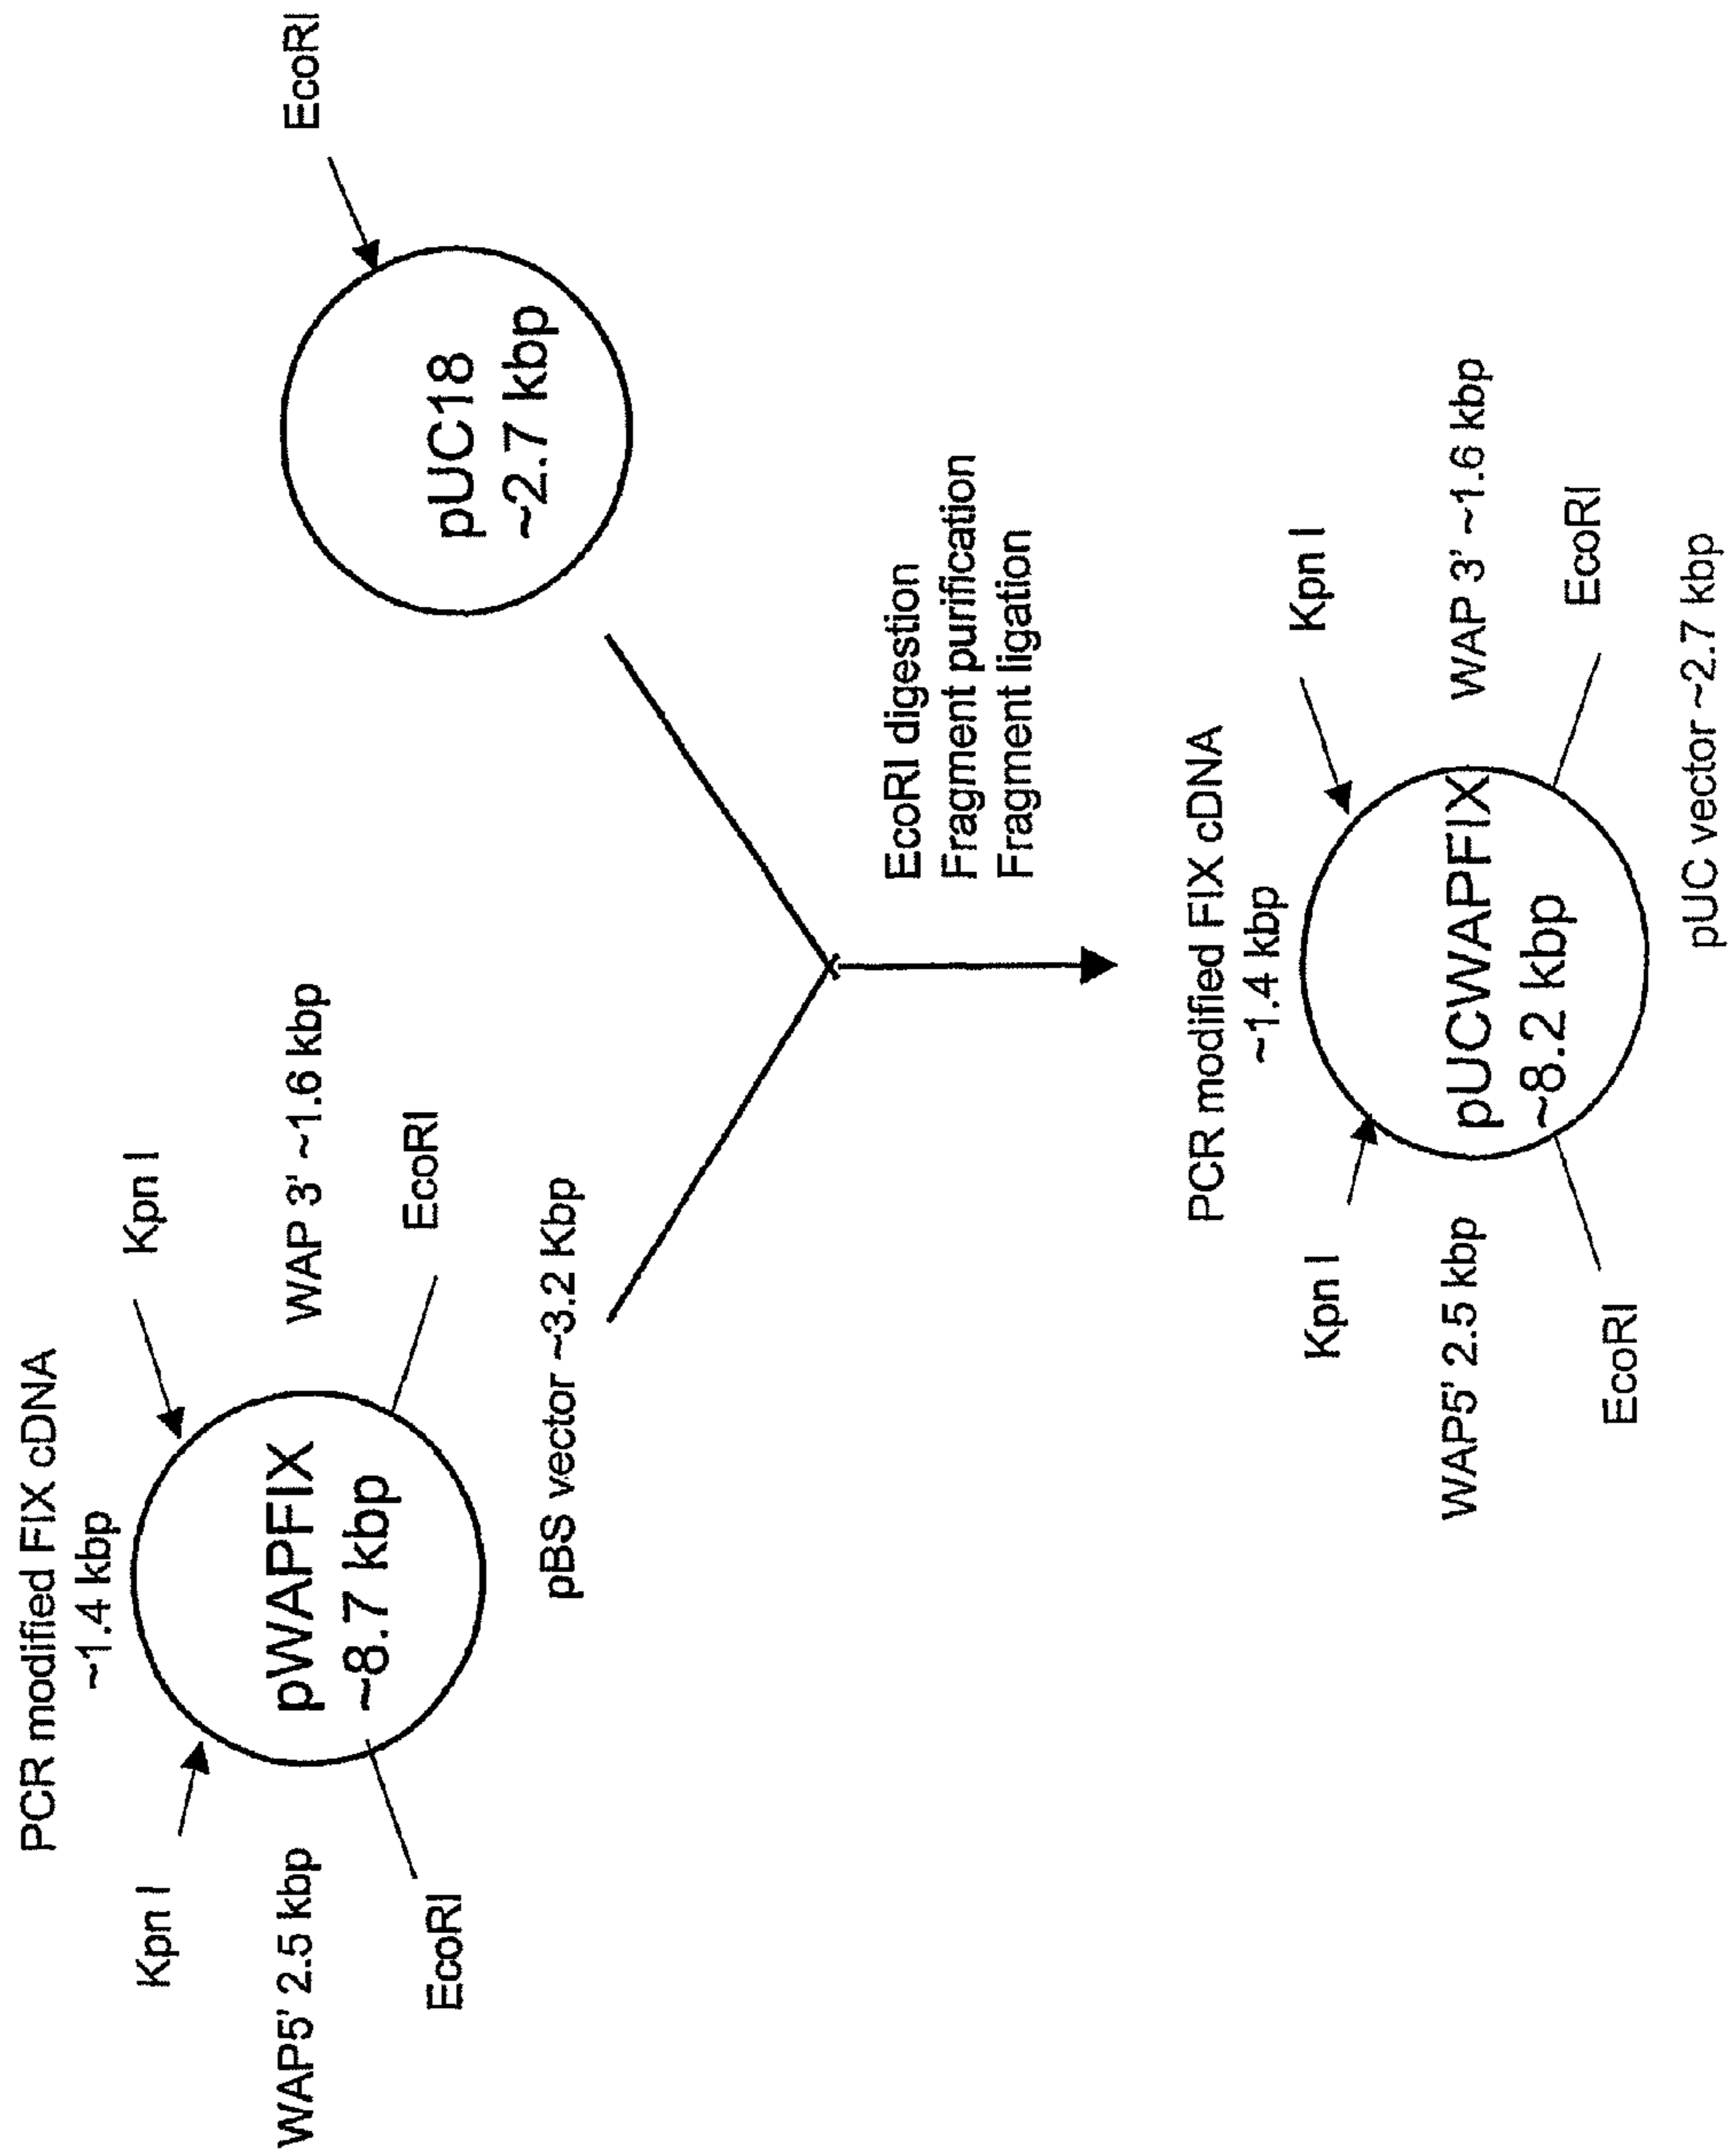 PCR modified FIX cDNA
~1.4 kbp
Kpn I
Kpn I
WAP5' 2.5 kbp
pWAPFIX
~8.7 kbp
WAP 3' ~1.6 kbp
EcoRI
EcoRI
pBS vector ~3.2 Kbp
EcoRI
pUC18
~2.7 kbp
EcoRI digestion
Fragment purification
Fragment ligation
PCR modified FIX cDNA
~1.4 kbp
Kpn I
Kpn I
WAP5' 2.5 kbp
pUCWAPFIX
~8.2 kbp
WAP 3' ~1.6 kbp
EcoRI
EcoRI
pUC vector ~2.7 kbp